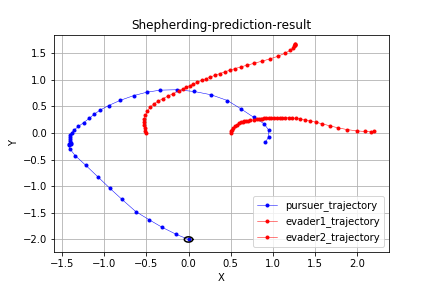 Shepherding-prediction-result
Y
1.5
1.0
0.5
0.0
−0.5
−1.0
−1.5
−2.0
pursuer_trajectory
evader1_trajectory
evader2_trajectory
−1.5 −1.0 −0.5 0.0 0.5 1.0 1.5 2.0
X